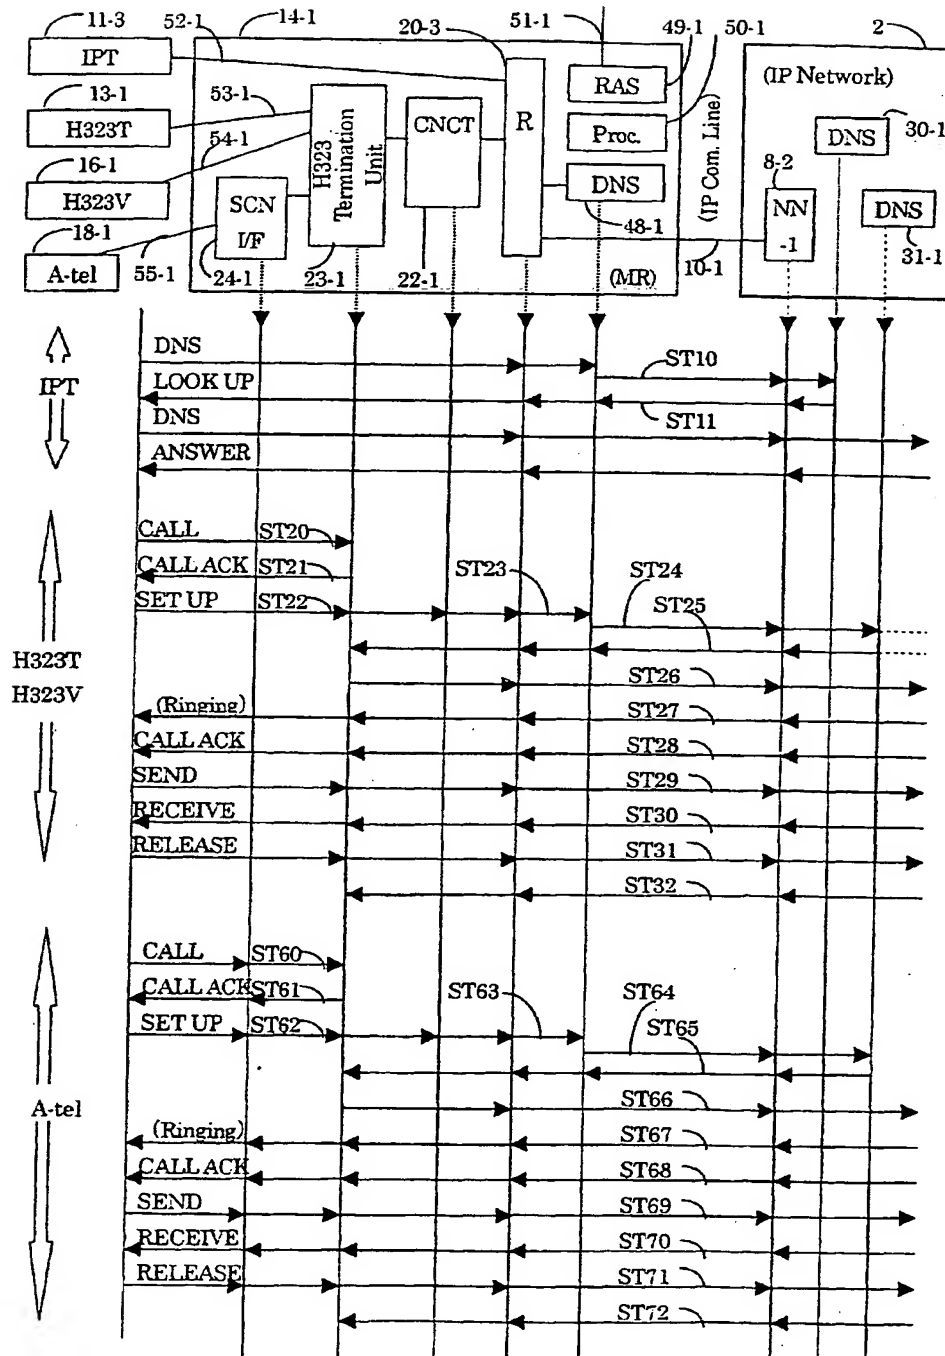 11-3
52-1
14-1
20-3
51-1
49-1
50-1
2
IPT
RAS
(IP Network)
13-1
53-1
H323T
CNCT
R
Proc.
30-1
DNS
54-1
H323
Termination
Unit
(IP Com. Line)
16-1
H323V
SCN
I/F
DNS
8-2
NN
-1
DNS
18-1
A-tel
55-1
24-1
23-1
22-1
48-1
(MR)
10-1
31-1
IPT
DNS
ST10
LOOK UP
ST11
DNS
ANSWER
H323T
H323V
CALL
ST20
CALL ACK
ST21
ST23
ST24
SET UP
ST22
ST25
ST26
(Ringing)
ST27
CALL ACK
ST28
SEND
ST29
RECEIVE
ST30
RELEASE
ST31
ST32
A-tel
CALL
ST60
CALL ACK
ST61
ST63
ST64
SET UP
ST62
ST65
ST66
(Ringing)
ST67
CALL ACK
ST68
SEND
ST69
RECEIVE
ST70
RELEASE
ST71
ST72